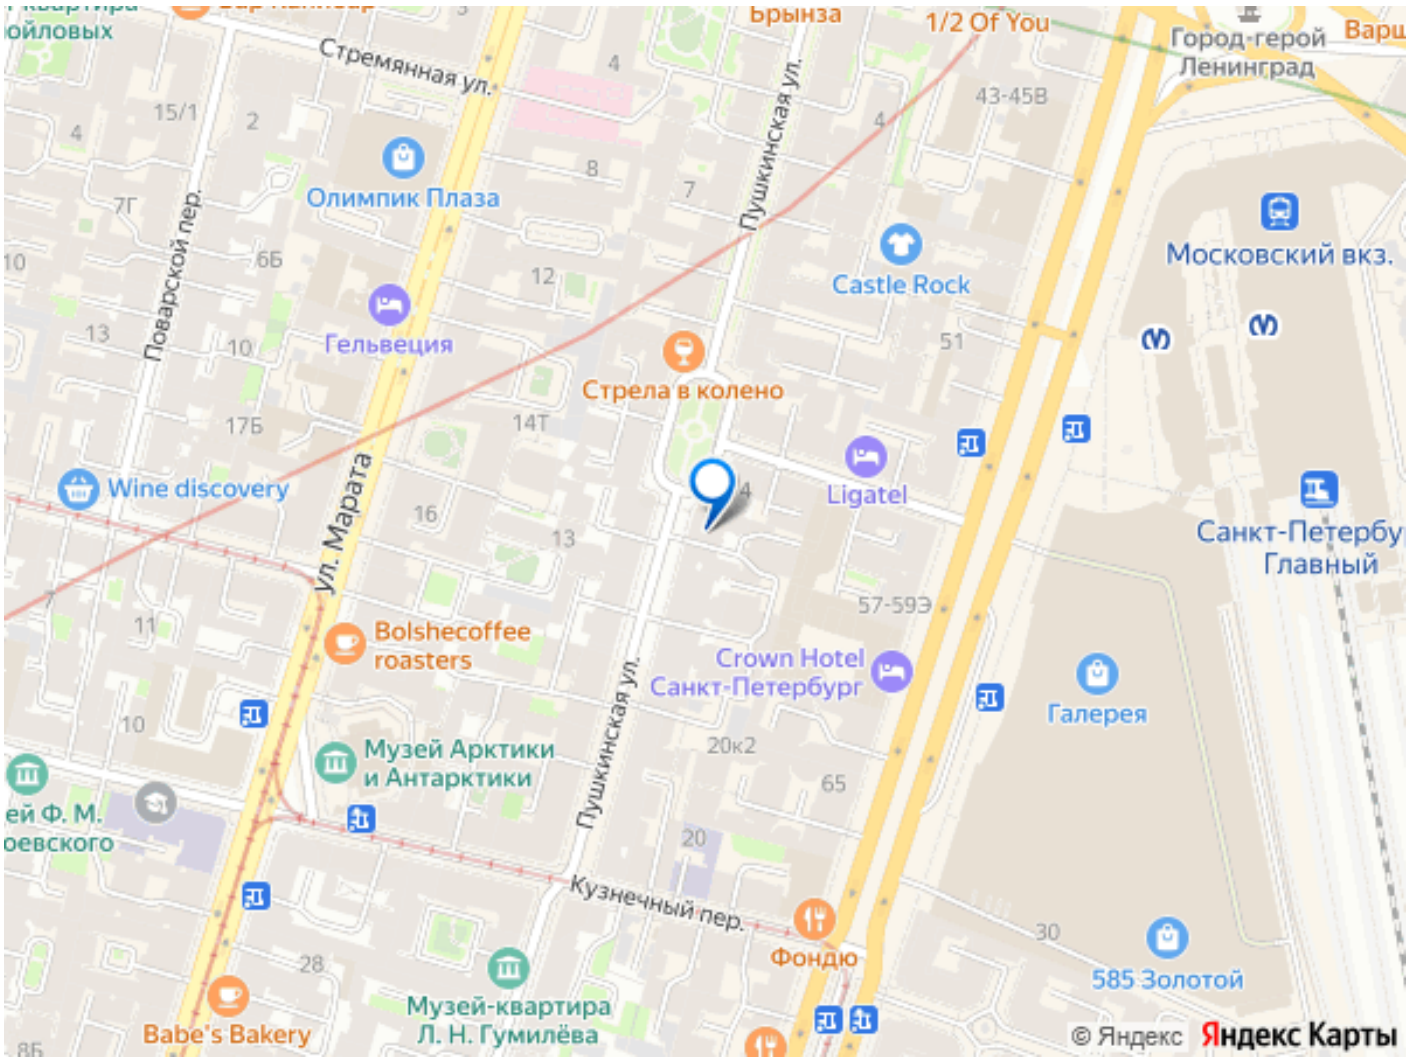 квартира
ойловых
Бар Каннибар
3
Брынза
1/2 Of You
Город-герой
Ленинград
Варш
Стремянная ул.
4
43-45В
15/1
2
4
4
Пушкинская ул.
Олимпик Плаза
8
7
7Г
Поварской пер.
Московский вкз.
10
6Б
12
Castle Rock
Гельвеция
13
10
51
Стрела в колено
17Б
14Т
Wine discovery
ул. Марата
Ligatel
4
16
13
Санкт-Петербу
Главный
7
11
57-59Э
Bolshecoffee
roasters
Crown Hotel
Санкт-Петербург
Пушкинская ул.
Галерея
10
20к2
Музей Арктики
и Антарктики
65
ей Ф. М.
оевского
20
Кузнечный пер.
30
Фондю
28
585 Золотой
Музей-квартира
Л. Н. Гумилёва
Babe's Bakery
8Б
© Яндекс Яндекс Карты